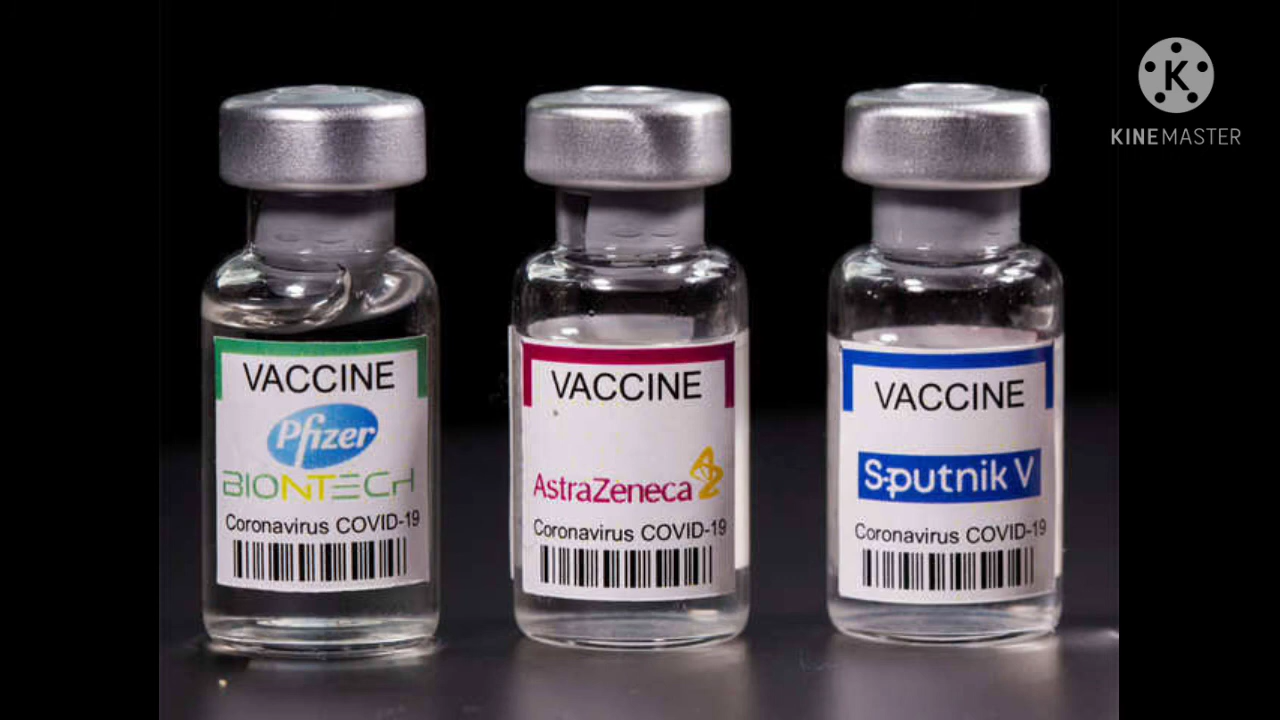 K
KINEMASTER
VACCINE
Pfizer
BIONTECH
Coronavirus COVID-19
VACCINE
AstraZeneca
Coronavirus COVID-19
VACCINE
Sputnik V
Coronavirus COVID-19